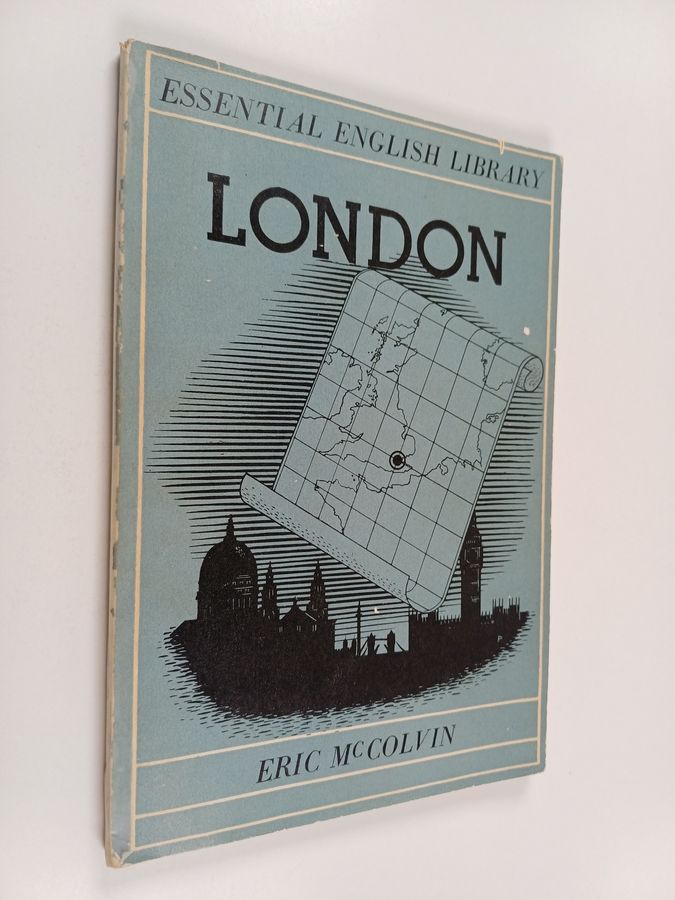 ESSENTIAL ENGLISH LIBRARY
LONDON
ERIC McCOLVIN